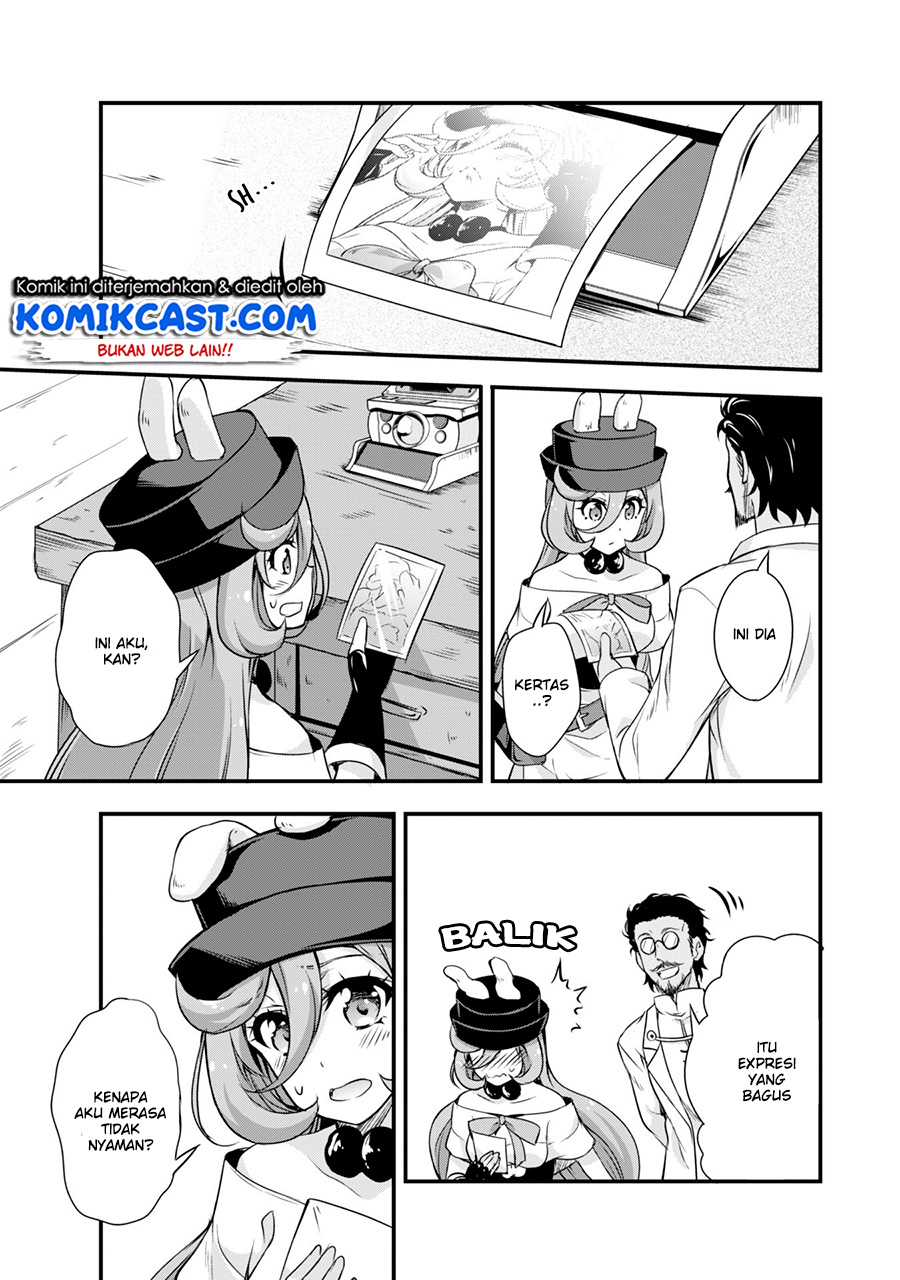 SH...
Komik ini diterjemahkan & diedit oleh
KOMIKCAST.COM
BUKAN WEB LAIN!!
INI DIA
KERTAS
..?
INI AKU,
KAN?
BALIK
ITU
EXPRESI
YANG
BAGUS
KENAPA
AKU MERASA
TIDAK
NYAMAN?